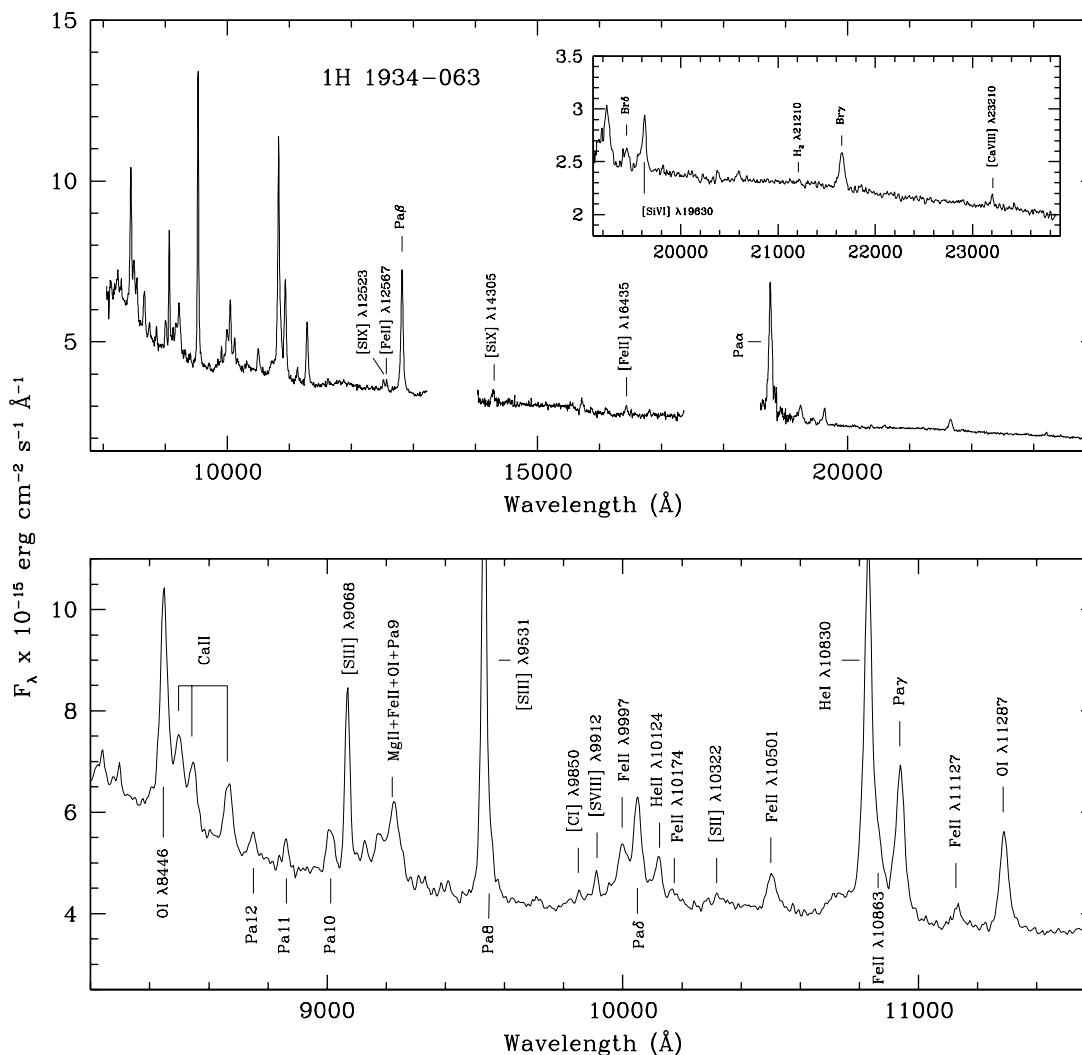 15
10
5
1H 1934−063
[SIX] λ12523
[FeII] λ12567
Paβ
[SiX] λ14305
[FeII] λ16435
Paα
10000
15000
20000
Wavelength (Å)
3.5
3
2.5
2
Brδ
[SiVI] λ19630
H₂ λ21210
Brγ
[CaVIII] λ23210
20000
21000
22000
23000
F_λ x 10⁻¹⁵ erg cm⁻² s⁻¹ Å⁻¹
10
8
6
4
OI λ8446
CaII
Pa12
Pa11
Pa10
[SIII] λ9068
MgII+FeII+OI+Pa9
Pa8
[SIII] λ9531
[CI] λ9850
[SVIII] λ9912
FeII λ9997
Paδ
HeII λ10124
FeII λ10174
[SII] λ10322
FeII λ10501
HeI λ10830
FeII λ10863
Paγ
FeII λ11127
OI λ11287
9000
10000
11000
Wavelength (Å)